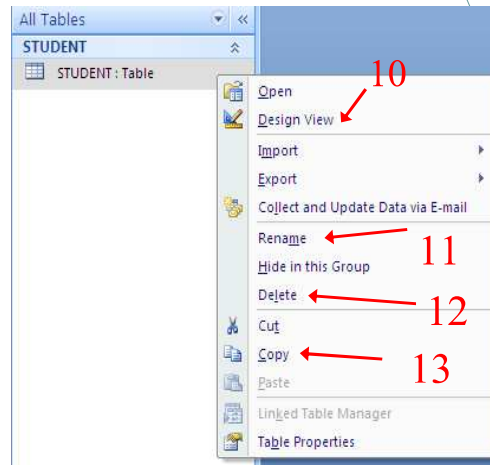 All Tables
STUDENT
STUDENT : Table
10
Open
Design View
Import
Export
Collect and Update Data via E-mail
Rename
11
Hide in this Group
Delete
12
Cut
Copy
13
Paste
Linked Table Manager
Table Properties